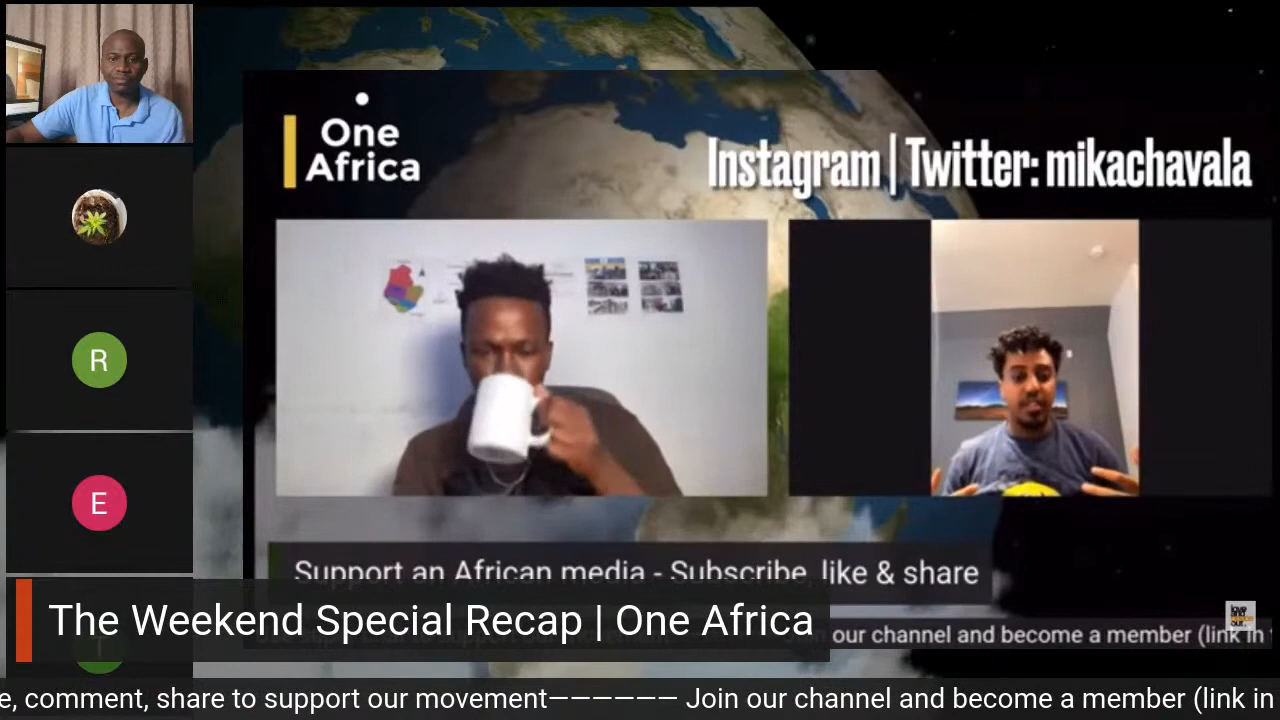 One
Africa
Instagram | Twitter: mikachavala
R
E
Support an African media - Subscribe, like & share
The Weekend Special Recap | One Africa
our channel and become a member (link in
e, comment, share to support our movement—————— Join our channel and become a member (link in